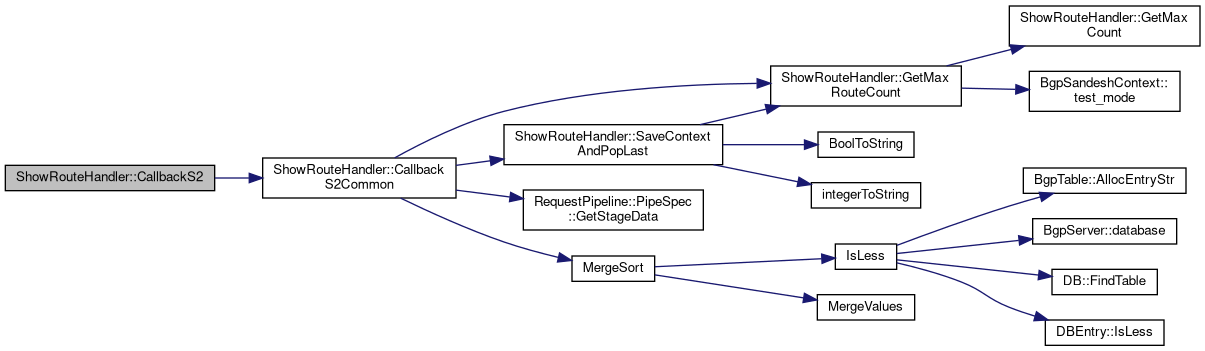 ShowRouteHandler::CallbackS2
ShowRouteHandler::Callback
S2Common
ShowRouteHandler::GetMax
RouteCount
ShowRouteHandler::GetMax
Count
BgpSandeshContext::
test_mode
ShowRouteHandler::SaveContext
AndPopLast
BoolToString
integerToString
RequestPipeline::PipeSpec
::GetStageData
MergeSort
IsLess
BgpTable::AllocEntryStr
BgpServer::database
DB::FindTable
DBEntry::IsLess
MergeValues